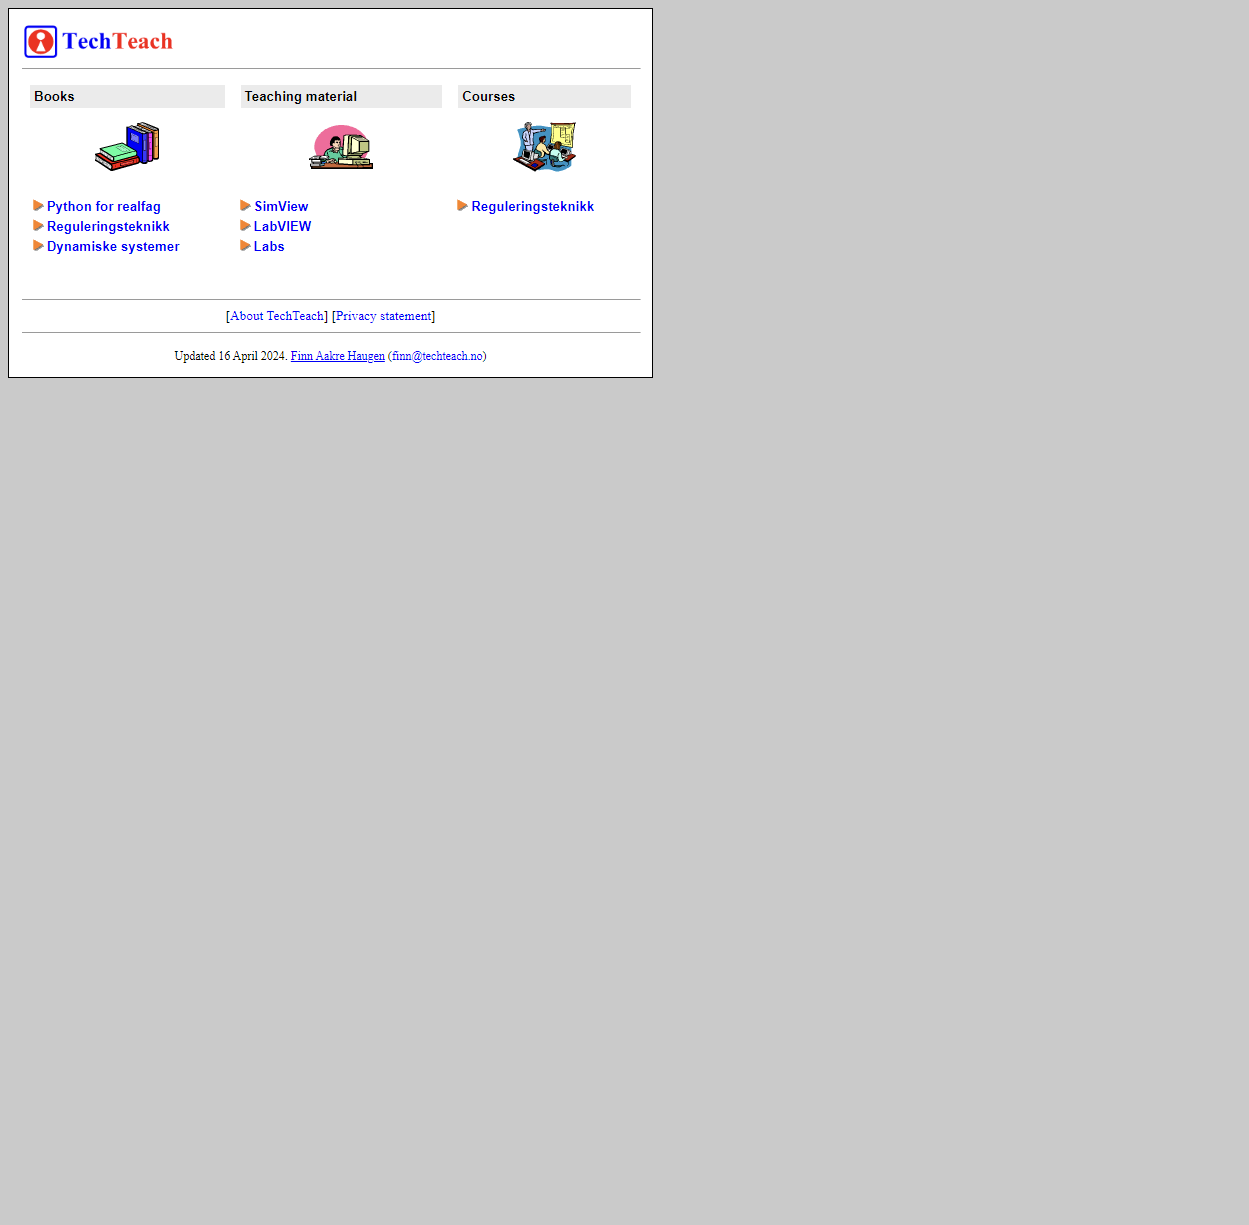 TechTeach
Books
Teaching material
Courses
Python for realfag
Reguleringsteknikk
Dynamiske systemer
SimView
LabVIEW
Labs
Reguleringsteknikk
[About TechTeach] [Privacy statement]
Updated 16 April 2024. Finn Aakre Haugen (finn@techteach.no)